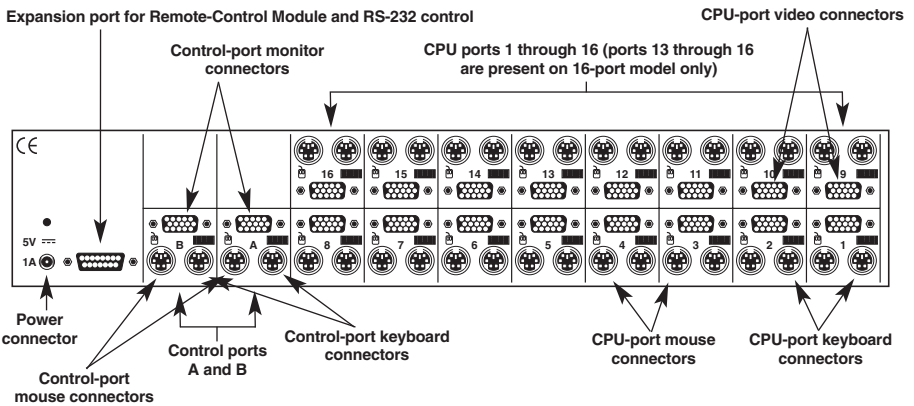 Expansion port for Remote-Control Module and RS-232 control
CPU-port video connectors
Control-port monitor
connectors
CPU ports 1 through 16 (ports 13 through 16
are present on 16-port model only)
CE
16 15 14 13 12 11 10 9
5V
1A
B A 8 7 6 5 4 3 2 1
Power
connector
Control-port
mouse connectors
Control ports
A and B
Control-port keyboard
connectors
CPU-port mouse
connectors
CPU-port keyboard
connectors